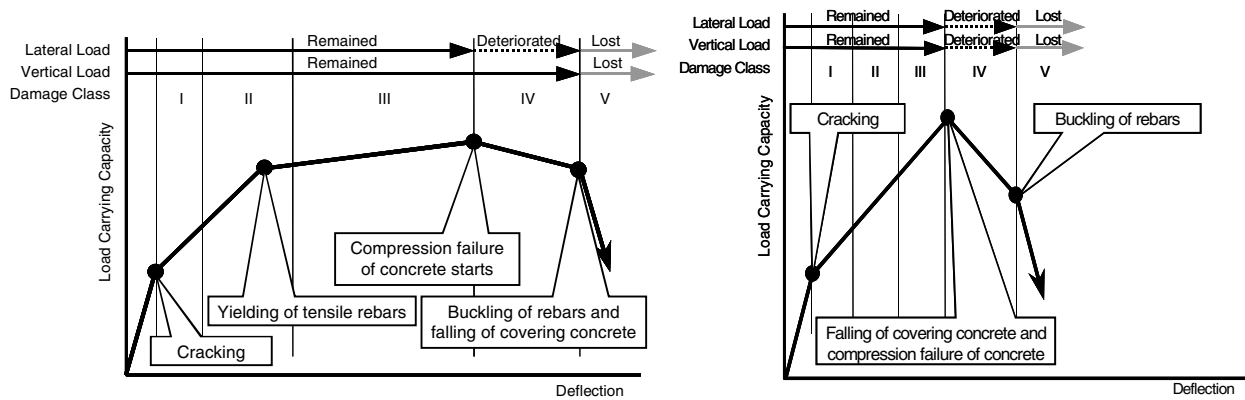 Remained
Deteriorated
Lost
Lateral Load
Remained
Lost
Vertical Load
Damage Class
I
II
III
IV
V
Load Carrying Capacity
Compression failure
of concrete starts
Yielding of tensile rebars
Buckling of rebars and
falling of covering concrete
Cracking
Deflection
Remained
Deteriorated
Lost
Lateral Load
Remained
Deteriorated
Lost
Vertical Load
Damage Class
I
II
III
IV
V
Cracking
Buckling of rebars
Load Carrying Capacity
Falling of covering concrete and
compression failure of concrete
Deflection